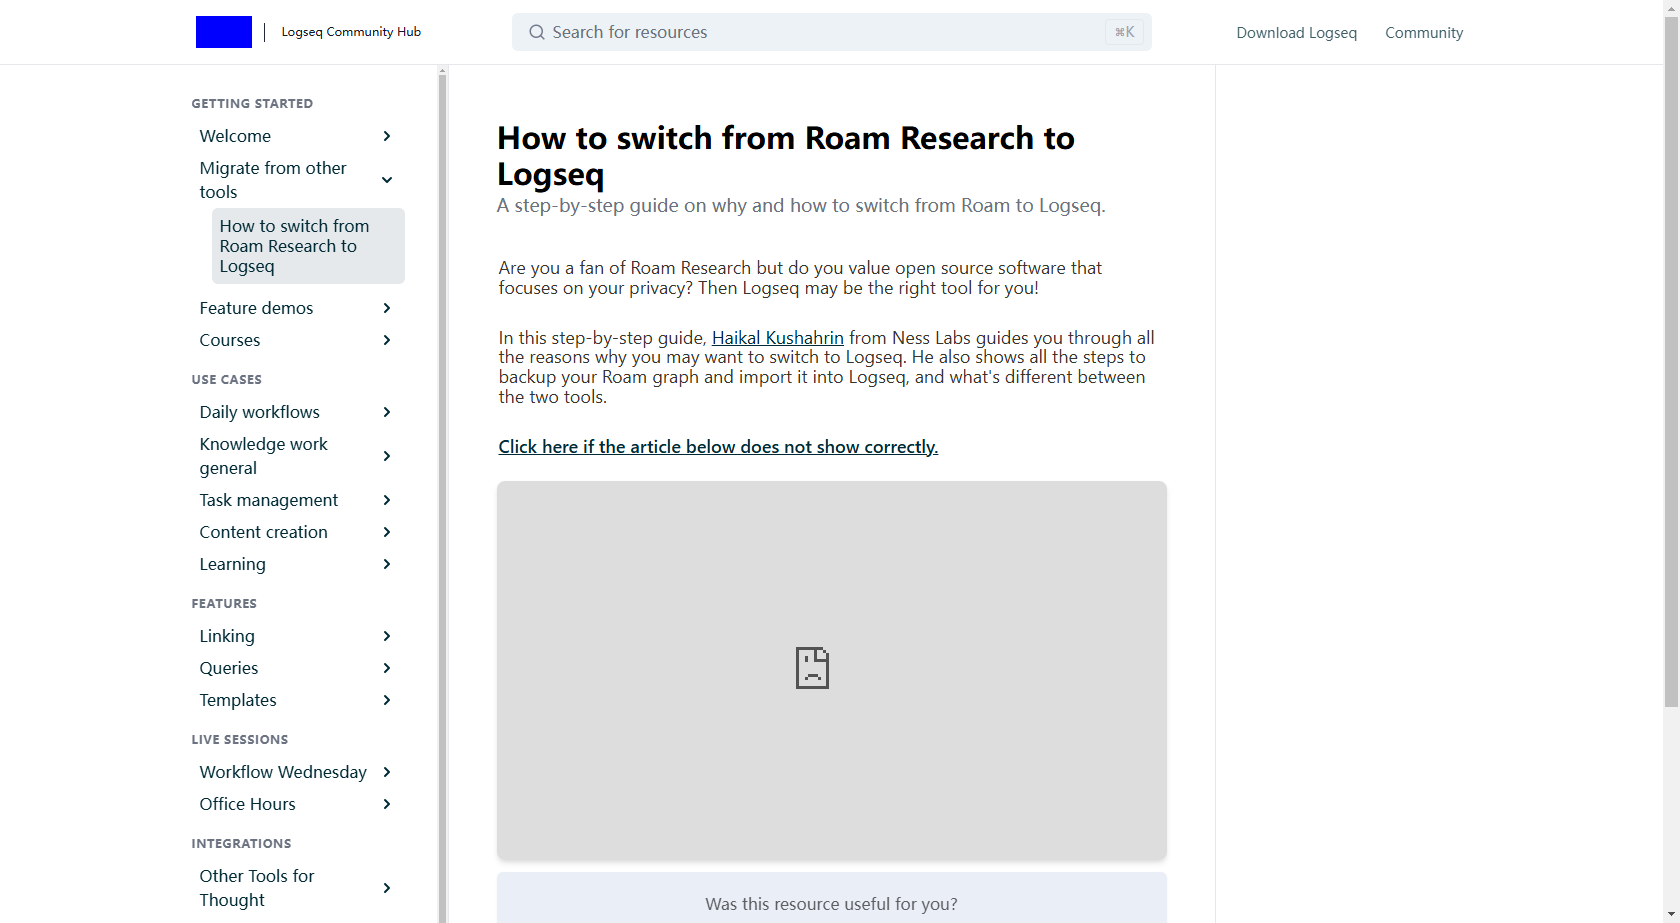 Logseq Community Hub
Search for resources
⌘K
Download Logseq
Community
GETTING STARTED
Welcome
Migrate from other
tools
How to switch from
Roam Research to
Logseq
Feature demos
Courses
USE CASES
Daily workflows
Knowledge work
general
Task management
Content creation
Learning
FEATURES
Linking
Queries
Templates
LIVE SESSIONS
Workflow Wednesday
Office Hours
INTEGRATIONS
Other Tools for
Thought
How to switch from Roam Research to
Logseq
A step-by-step guide on why and how to switch from Roam to Logseq.
Are you a fan of Roam Research but do you value open source software that
focuses on your privacy? Then Logseq may be the right tool for you!
In this step-by-step guide, Haikal Kushahrin from Ness Labs guides you through all
the reasons why you may want to switch to Logseq. He also shows all the steps to
backup your Roam graph and import it into Logseq, and what's different between
the two tools.
Click here if the article below does not show correctly.
Was this resource useful for you?